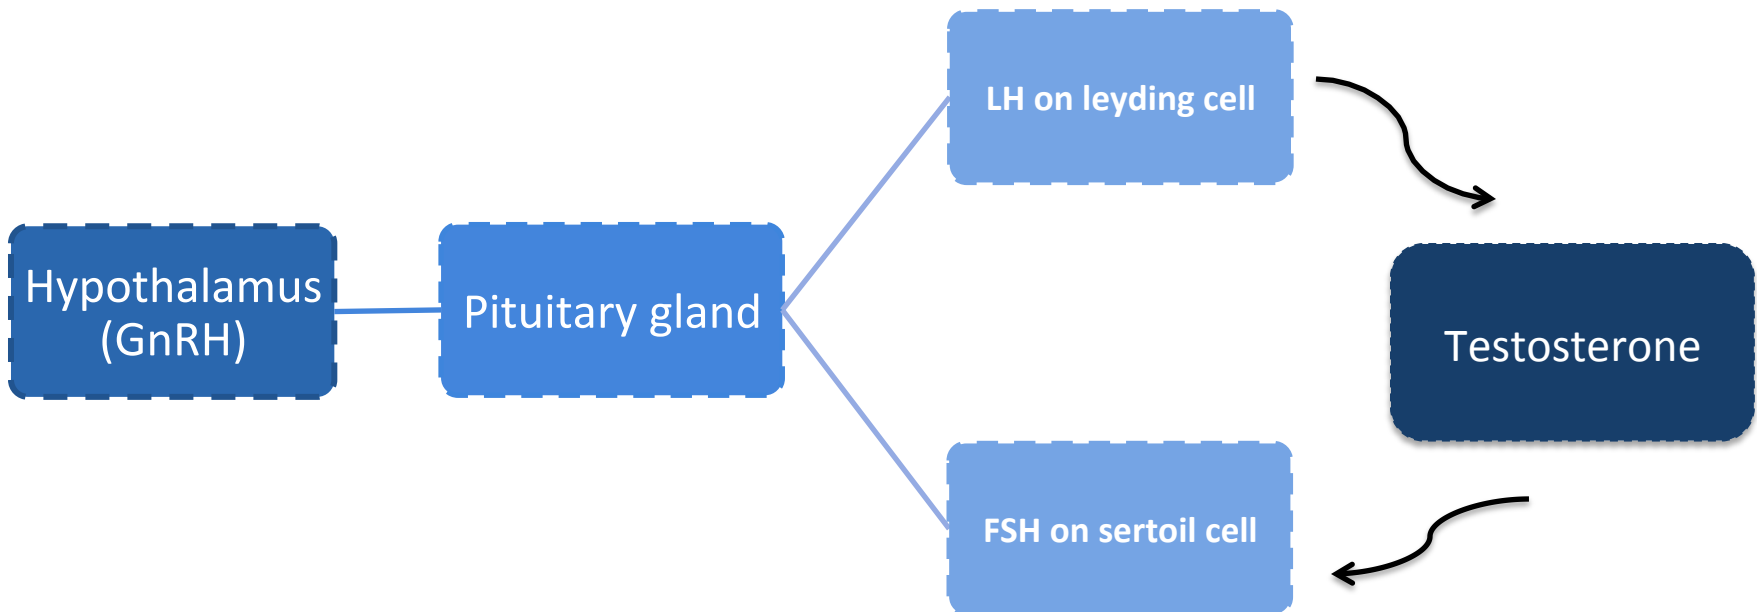 Hypothalamus
(GnRH)
Pituitary gland
LH on leyding cell
FSH on sertoil cell
Testosterone